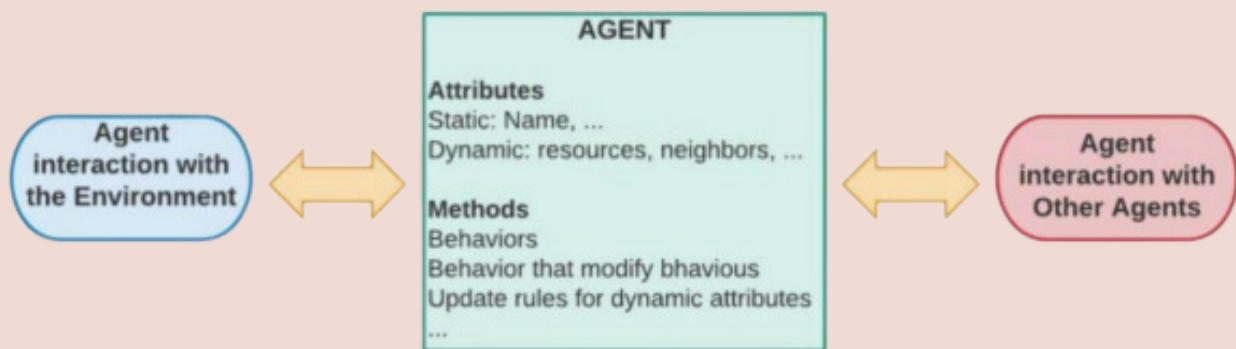 Agent
interaction with
the Environment
AGENT
Attributes
Static: Name, ...
Dynamic: resources, neighbors, ...
Methods
Behaviors
Behavior that modify bhavious
Update rules for dynamic attributes
...
Agent
interaction with
Other Agents